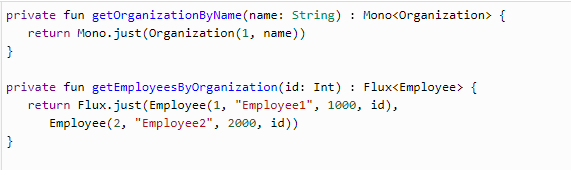 private fun getOrganizationByName(name: String) : Mono<Organization> {
   return Mono.just(Organization(1, name))
}

private fun getEmployeesByOrganization(id: Int) : Flux<Employee> {
   return Flux.just(Employee(1, "Employee1", 1000, id),
      Employee(2, "Employee2", 2000, id))
}